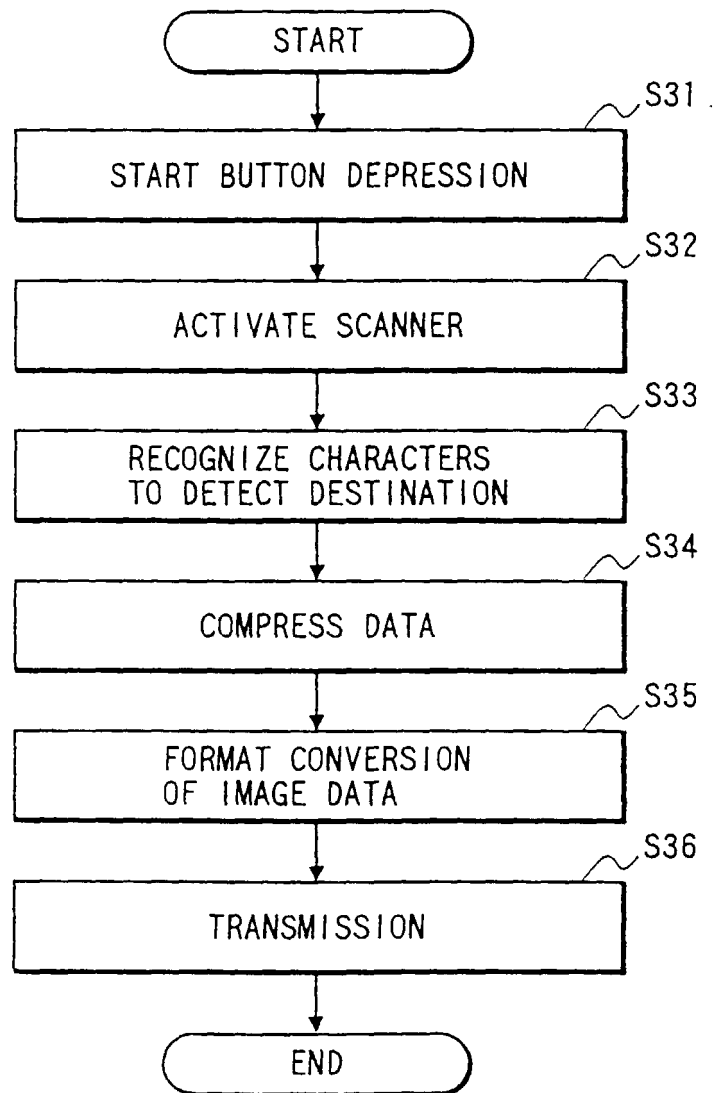 START
S31
START BUTTON DEPRESSION
S32
ACTIVATE SCANNER
S33
RECOGNIZE CHARACTERS
TO DETECT DESTINATION
S34
COMPRESS DATA
S35
FORMAT CONVERSION
OF IMAGE DATA
S36
TRANSMISSION
END